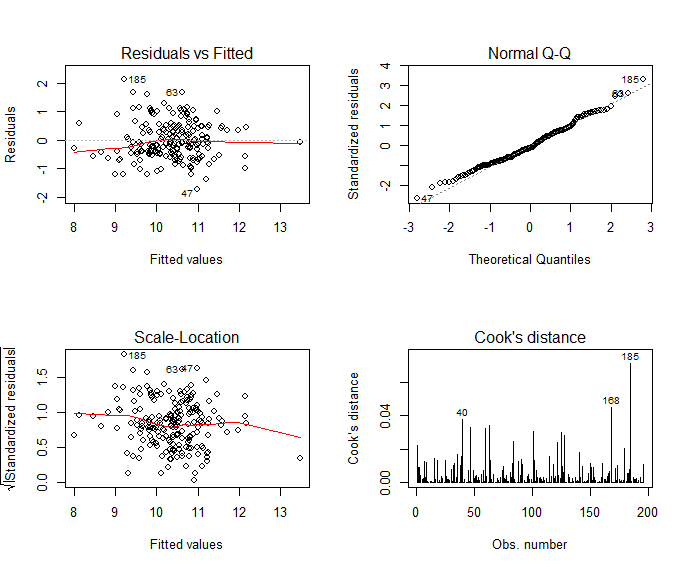 Residuals vs Fitted
Residuals
2
1
0
-1
-2
185
63
47
8 9 10 11 12 13
Fitted values
Normal Q-Q
Standardized residuals
4
3
2
1
0
-2
185
63
47
-3 -2 -1 0 1 2 3
Theoretical Quantiles
Scale-Location
√|Standardized residuals|
1.5
1.0
0.5
0.0
185
63
47
8 9 10 11 12 13
Fitted values
Cook's distance
Cook's distance
0.04
0.00
185
168
40
0 50 100 150 200
Obs. number